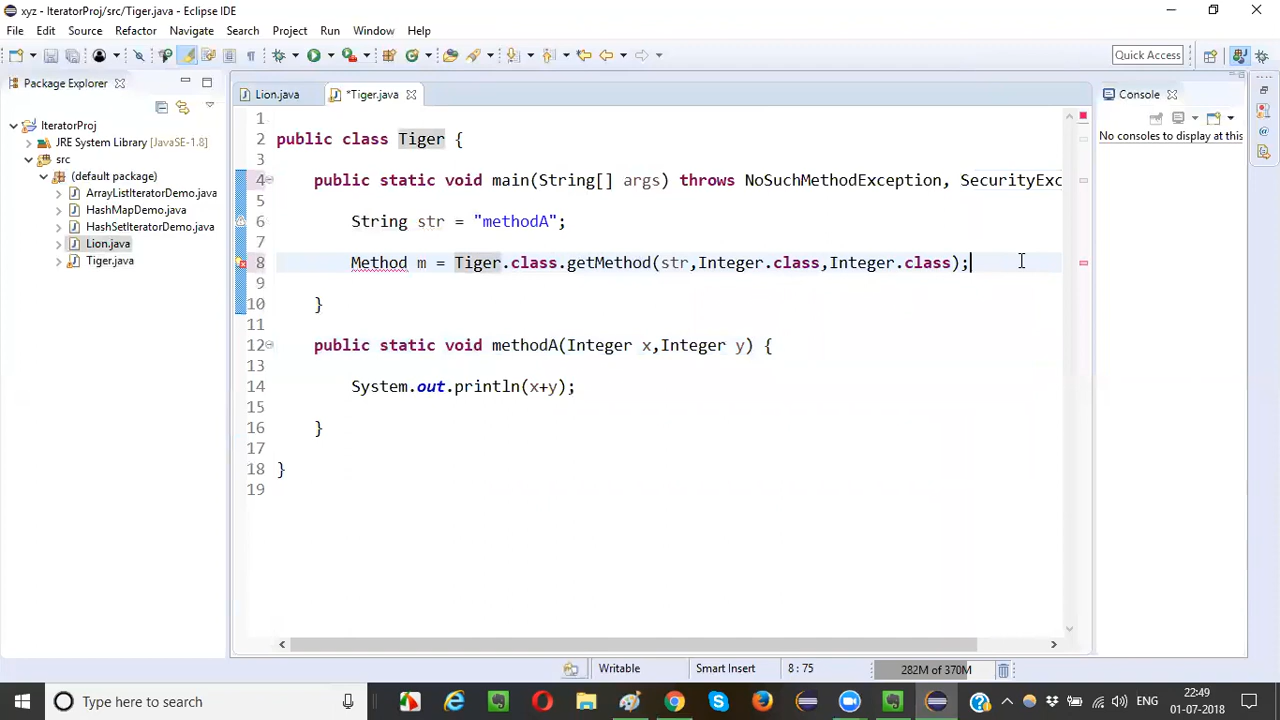 xyz - IteratorProj/src/Tiger.java - Eclipse IDE
File Edit Source Refactor Navigate Search Project Run Window Help
Quick Access
Package Explorer
Lion.java
*Tiger.java
Console
No consoles to display at this
IteratorProj
JRE System Library [JavaSE-1.8]
src
(default package)
ArrayListIteratorDemo.java
HashMapDemo.java
HashSetIteratorDemo.java
Lion.java
Tiger.java
1
2 public class Tiger {
3
4 public static void main(String[] args) throws NoSuchMethodException, SecurityExc
5
6 String str = "methodA";
7
8 Method m = Tiger.class.getMethod(str,Integer.class,Integer.class);
9
10 }
11
12 public static void methodA(Integer x,Integer y) {
13
14 System.out.println(x+y);
15
16 }
17
18 }
19
Writable
Smart Insert
8 : 75
282M of 370M
Type here to search
ENG
22:49
01-07-2018